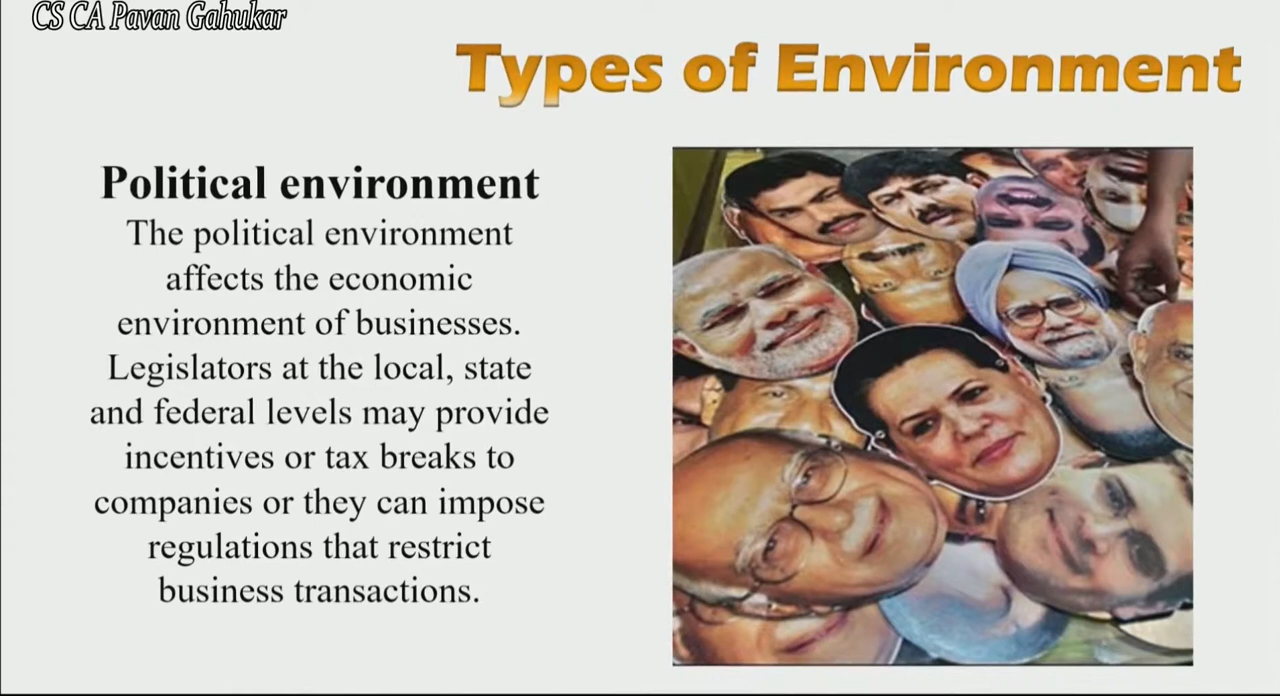 CS CA Pavan Gahukar
Types of Environment
Political environment
The political environment
affects the economic
environment of businesses.
Legislators at the local, state
and federal levels may provide
incentives or tax breaks to
companies or they can impose
regulations that restrict
business transactions.